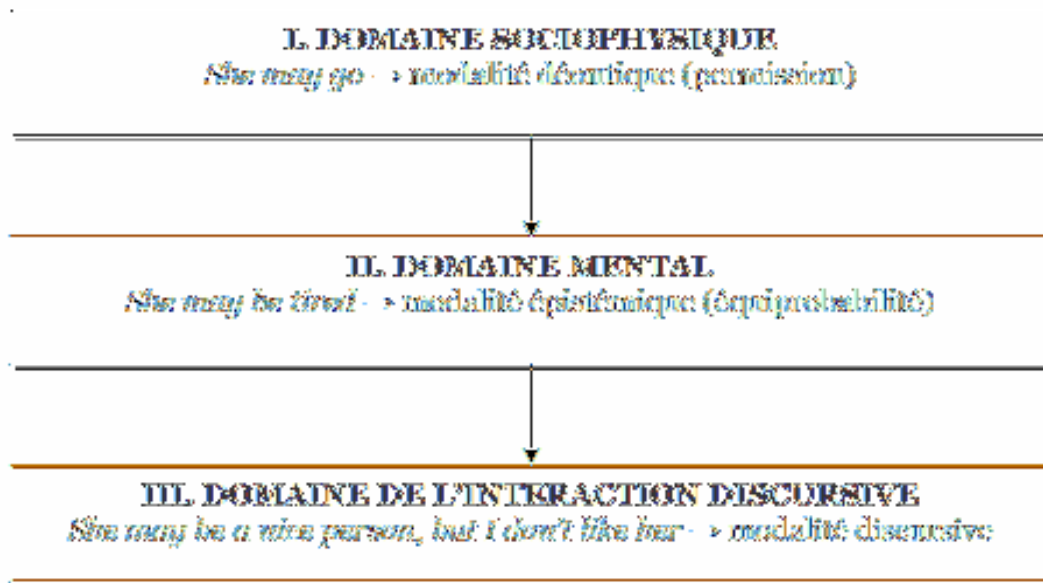 I. DOMAINE SOCIOPHYSIQUE
She may go → modalité déontique (permission)
II. DOMAINE MENTAL
She may be tired → modalité épistémique (équiprobabilité)
III. DOMAINE DE L'INTERACTION DISCURSIVE
She may be a nice person, but I don't like her → modalité discursive